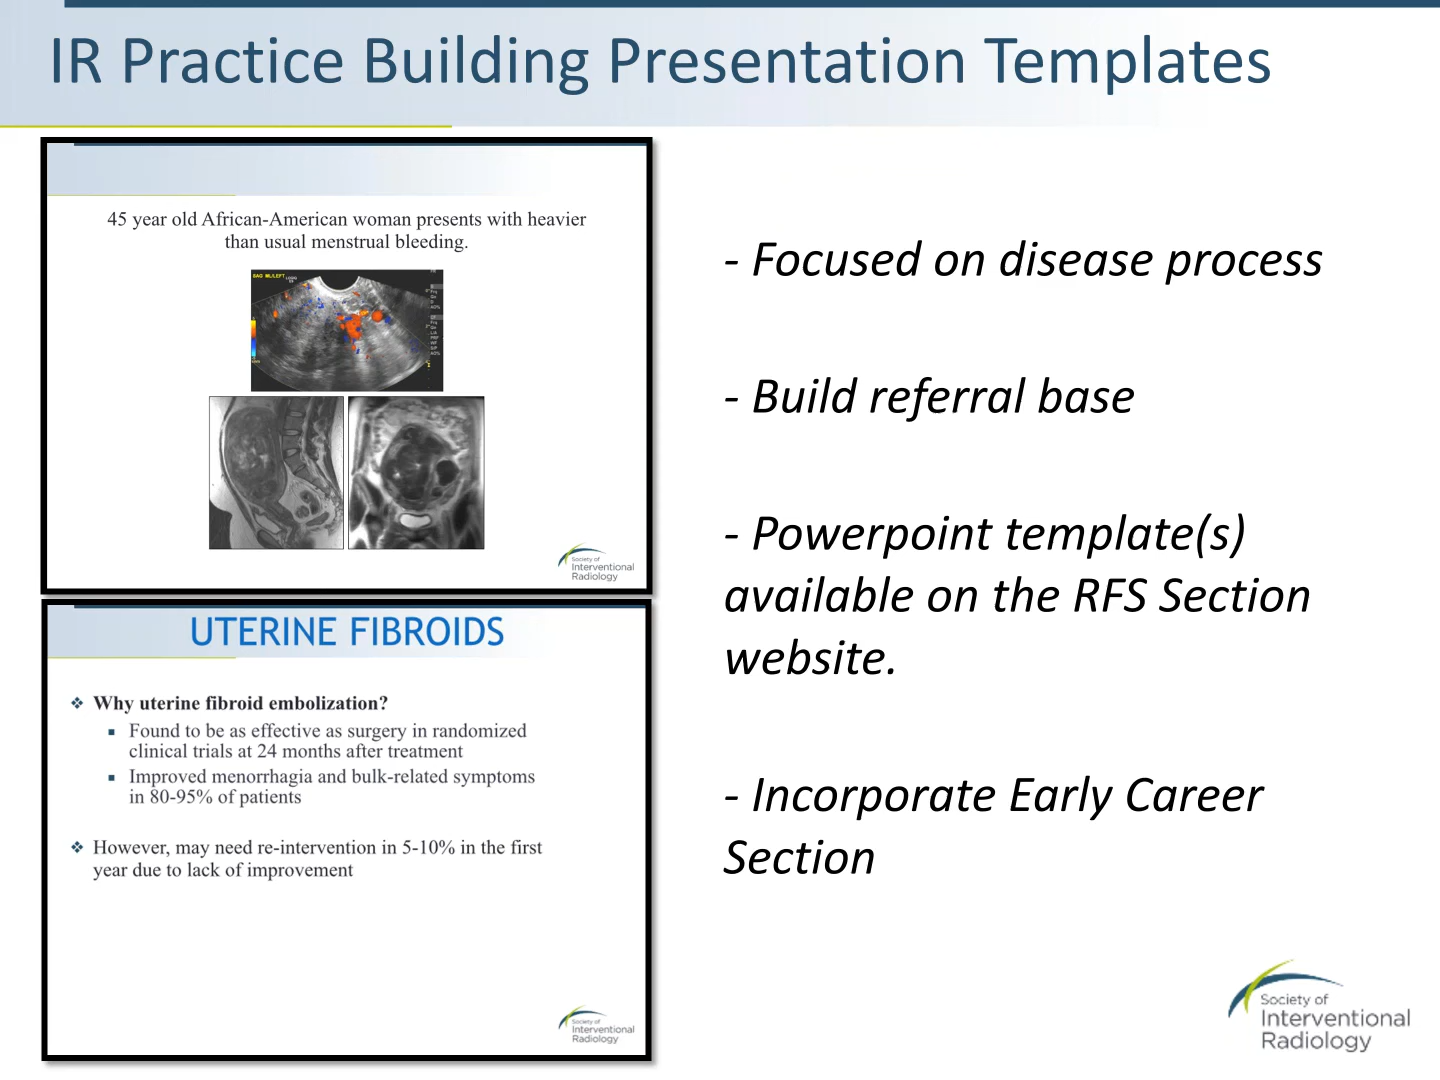 IR Practice Building Presentation Templates
45 year old African-American woman presents with heavier
than usual menstrual bleeding.
Society of
Interventional
Radiology
UTERINE FIBROIDS
❖ Why uterine fibroid embolization?
▪ Found to be as effective as surgery in randomized
clinical trials at 24 months after treatment
▪ Improved menorrhagia and bulk-related symptoms
in 80-95% of patients
❖ However, may need re-intervention in 5-10% in the first
year due to lack of improvement
Society of
Interventional
Radiology
- Focused on disease process
- Build referral base
- Powerpoint template(s)
available on the RFS Section
website.
- Incorporate Early Career
Section
Society of
Interventional
Radiology